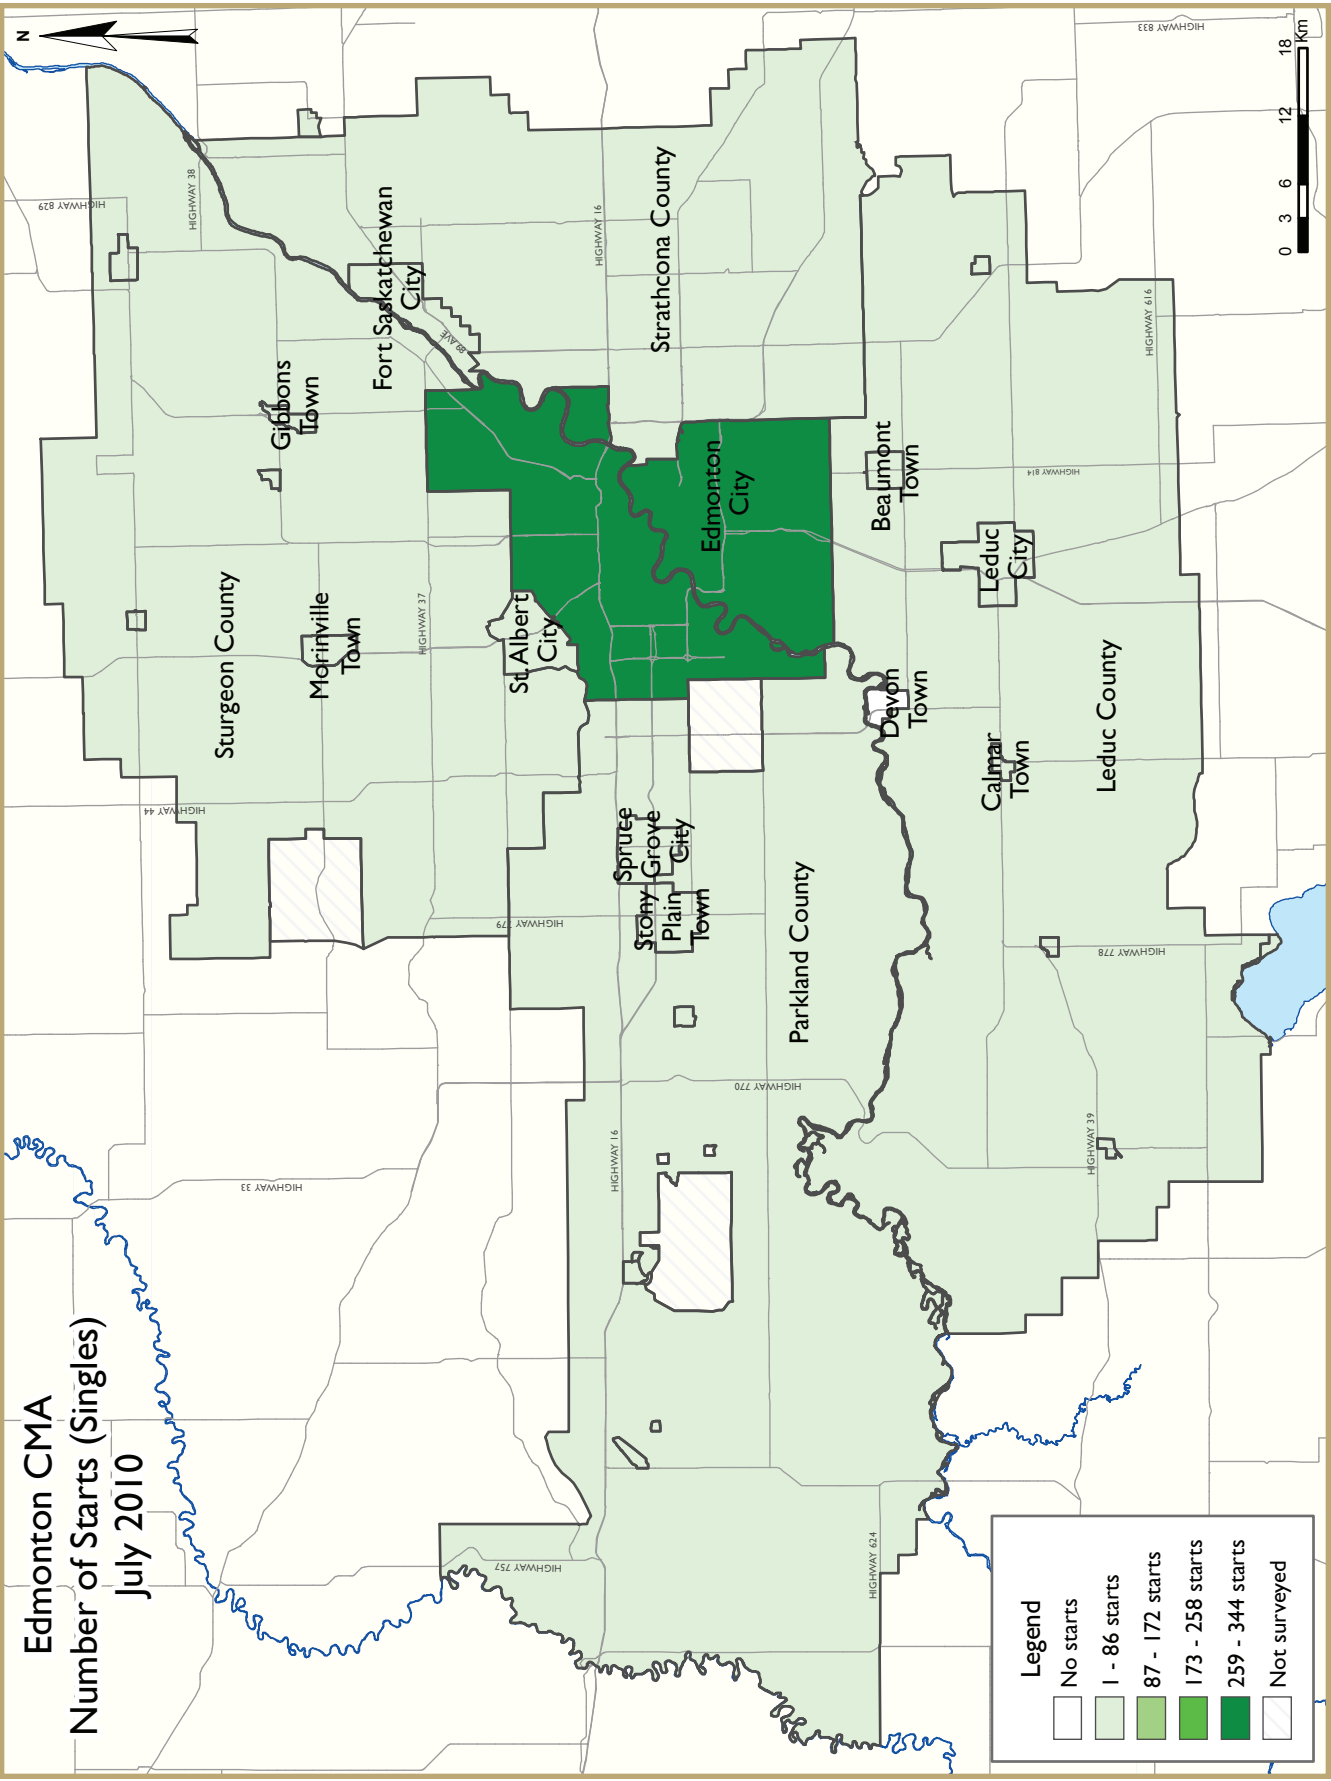 Edmonton CMA
Number of Starts (Singles)
July 2010
N
HIGHWAY 829
HIGHWAY 38
HIGHWAY 833
HIGHWAY 44
Sturgeon County
Gibbons
Town
Morinville
Town
Fort Saskatchewan
City
89 AVE
HIGHWAY 37
HIGHWAY 33
HIGHWAY 779
St. Albert
City
HIGHWAY 16
Strathcona County
HIGHWAY 757
HIGHWAY 16
Stony
Plain
Town
Spruce
Grove
City
Edmonton
City
HIGHWAY 770
Parkland County
HIGHWAY 624
Devon
Town
Beaumont
Town
HIGHWAY 814
Calmar
Town
Leduc
City
HIGHWAY 39
HIGHWAY 778
Leduc County
HIGHWAY 616
Legend
No starts
1 - 86 starts
87 - 172 starts
173 - 258 starts
259 - 344 starts
Not surveyed
0 3 6 12 18
Km